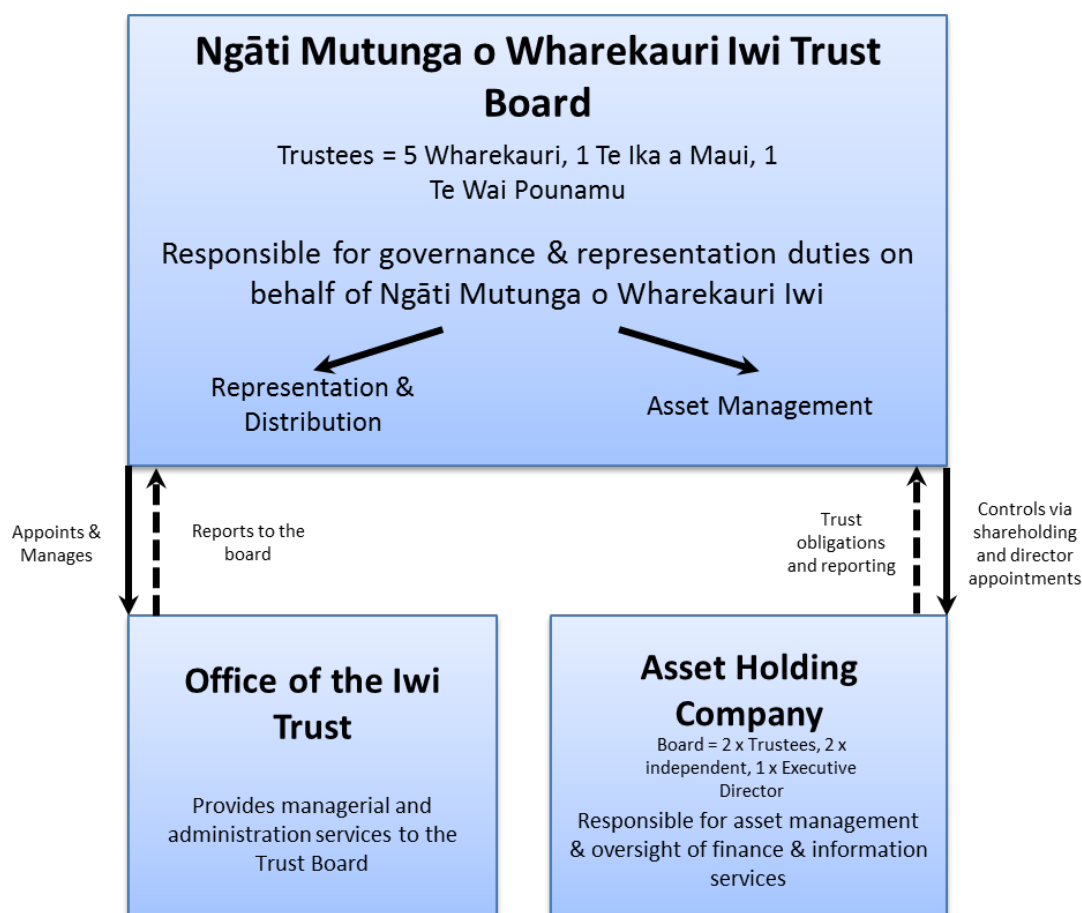 Ngāti Mutunga o Wharekauri Iwi Trust
Board
Trustees = 5 Wharekauri, 1 Te Ika a Maui, 1
Te Wai Pounamu
Responsible for governance & representation duties on
behalf of Ngāti Mutunga o Wharekauri Iwi
Representation &
Distribution
Asset Management
Appoints &
Manages
Reports to the
board
Trust
obligations
and reporting
Controls via
shareholding
and director
appointments
Office of the Iwi
Trust
Provides managerial and
administration services to the
Trust Board
Asset Holding
Company
Board = 2 x Trustees, 2 x
independent, 1 x Executive
Director
Responsible for asset management
& oversight of finance & information
services